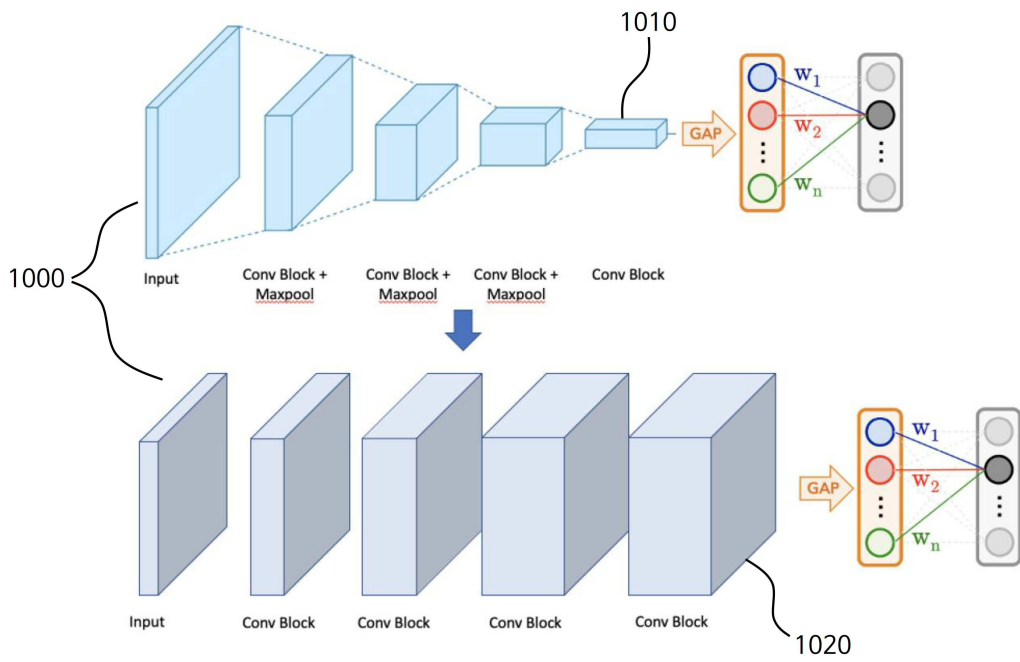 1010
GAP
w1
w2
wn
1000
Input
Conv Block +
Maxpool
Conv Block +
Maxpool
Conv Block +
Maxpool
Conv Block
GAP
w1
w2
wn
Input
Conv Block
Conv Block
Conv Block
Conv Block
1020